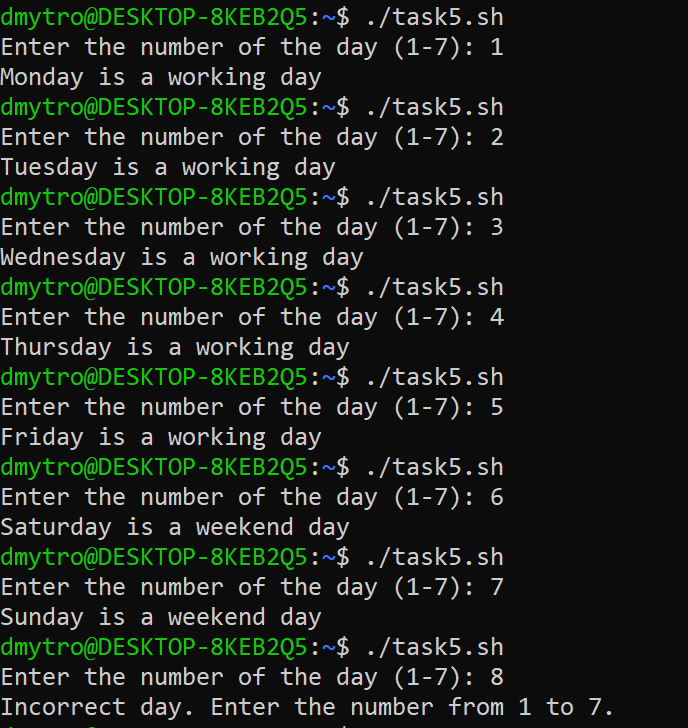 dmytro@DESKTOP-8KEB2Q5:~$ ./task5.sh
Enter the number of the day (1-7): 1
Monday is a working day
dmytro@DESKTOP-8KEB2Q5:~$ ./task5.sh
Enter the number of the day (1-7): 2
Tuesday is a working day
dmytro@DESKTOP-8KEB2Q5:~$ ./task5.sh
Enter the number of the day (1-7): 3
Wednesday is a working day
dmytro@DESKTOP-8KEB2Q5:~$ ./task5.sh
Enter the number of the day (1-7): 4
Thursday is a working day
dmytro@DESKTOP-8KEB2Q5:~$ ./task5.sh
Enter the number of the day (1-7): 5
Friday is a working day
dmytro@DESKTOP-8KEB2Q5:~$ ./task5.sh
Enter the number of the day (1-7): 6
Saturday is a weekend day
dmytro@DESKTOP-8KEB2Q5:~$ ./task5.sh
Enter the number of the day (1-7): 7
Sunday is a weekend day
dmytro@DESKTOP-8KEB2Q5:~$ ./task5.sh
Enter the number of the day (1-7): 8
Incorrect day. Enter the number from 1 to 7.